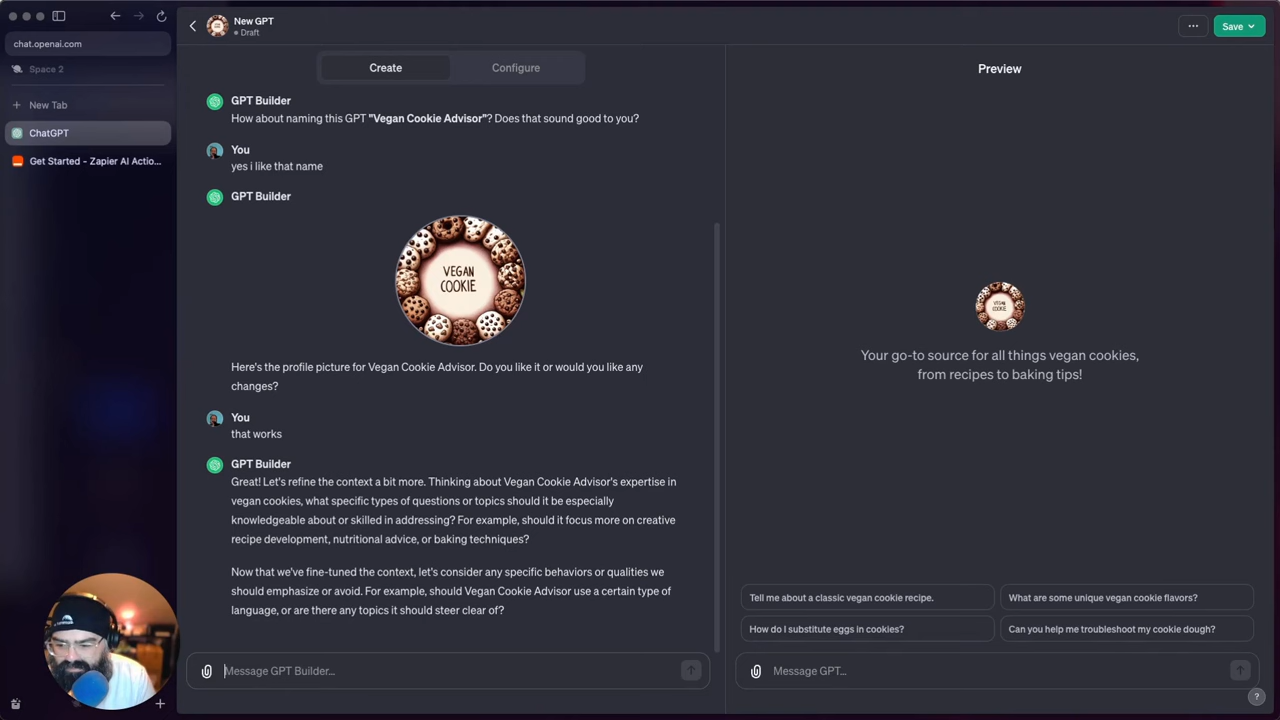 chat.openai.com
Space 2
New Tab
ChatGPT
Get Started - Zapier AI Actio...
New GPT
Draft
Save
Create
Configure
GPT Builder
How about naming this GPT "Vegan Cookie Advisor"? Does that sound good to you?
You
yes i like that name
GPT Builder
VEGAN
COOKIE
Here's the profile picture for Vegan Cookie Advisor. Do you like it or would you like any
changes?
You
that works
GPT Builder
Great! Let's refine the context a bit more. Thinking about Vegan Cookie Advisor's expertise in
vegan cookies, what specific types of questions or topics should it be especially
knowledgeable about or skilled in addressing? For example, should it focus more on creative
recipe development, nutritional advice, or baking techniques?
Now that we've fine-tuned the context, let's consider any specific behaviors or qualities we
should emphasize or avoid. For example, should Vegan Cookie Advisor use a certain type of
language, or are there any topics it should steer clear of?
Message GPT Builder...
Preview
VEGAN
COOKIE
Your go-to source for all things vegan cookies,
from recipes to baking tips!
Tell me about a classic vegan cookie recipe.
What are some unique vegan cookie flavors?
How do I substitute eggs in cookies?
Can you help me troubleshoot my cookie dough?
Message GPT...
?